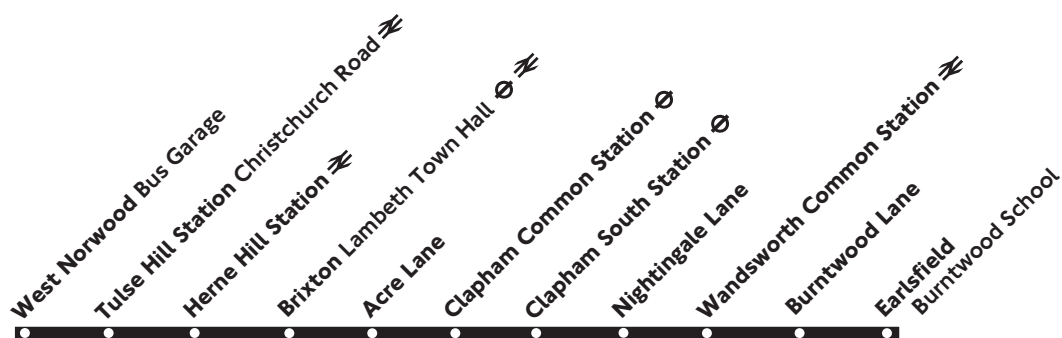 West Norwood Bus Garage
Tulse Hill Station Christchurch Road
Herne Hill Station
Brixton Lambeth Town Hall
Acre Lane
Clapham Common Station
Clapham South Station
Nightingale Lane
Wandsworth Common Station
Burntwood Lane
Earlsfield
Burntwood School